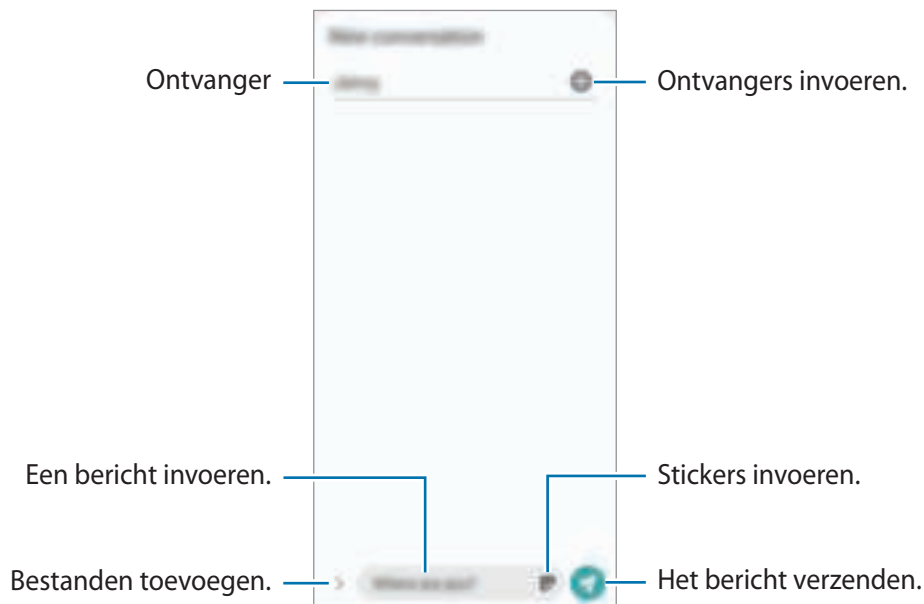 Ontvanger
Ontvangers invoeren.
Een bericht invoeren.
Stickers invoeren.
Bestanden toevoegen.
Het bericht verzenden.